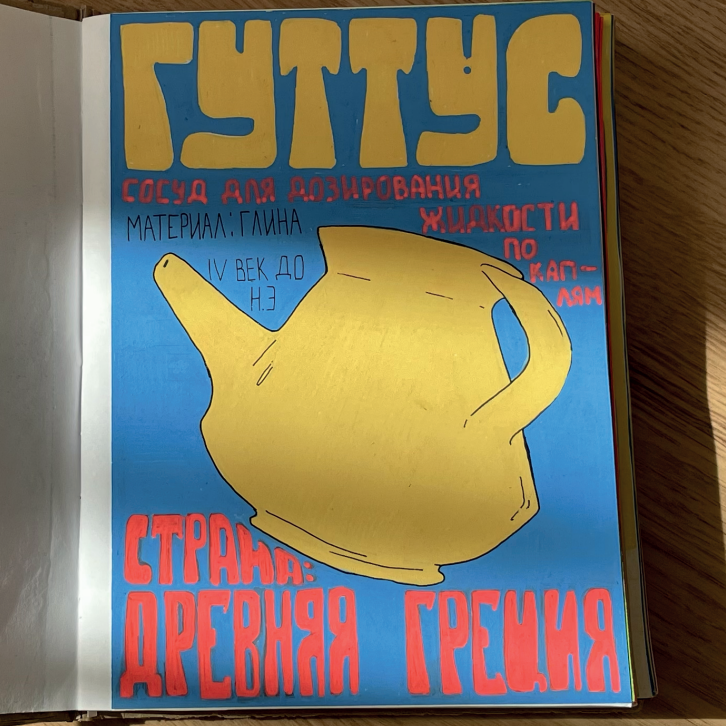 ГУТТУС
СОСУД ДЛЯ ДОЗИРОВАНИЯ
ЖИДКОСТИ
ПО
КАП-
ЛЯМ
МАТЕРИАЛ: ГЛИНА
IV ВЕК ДО
Н.Э
СТРАНА:
ДРЕВНЯЯ ГРЕЦИЯ